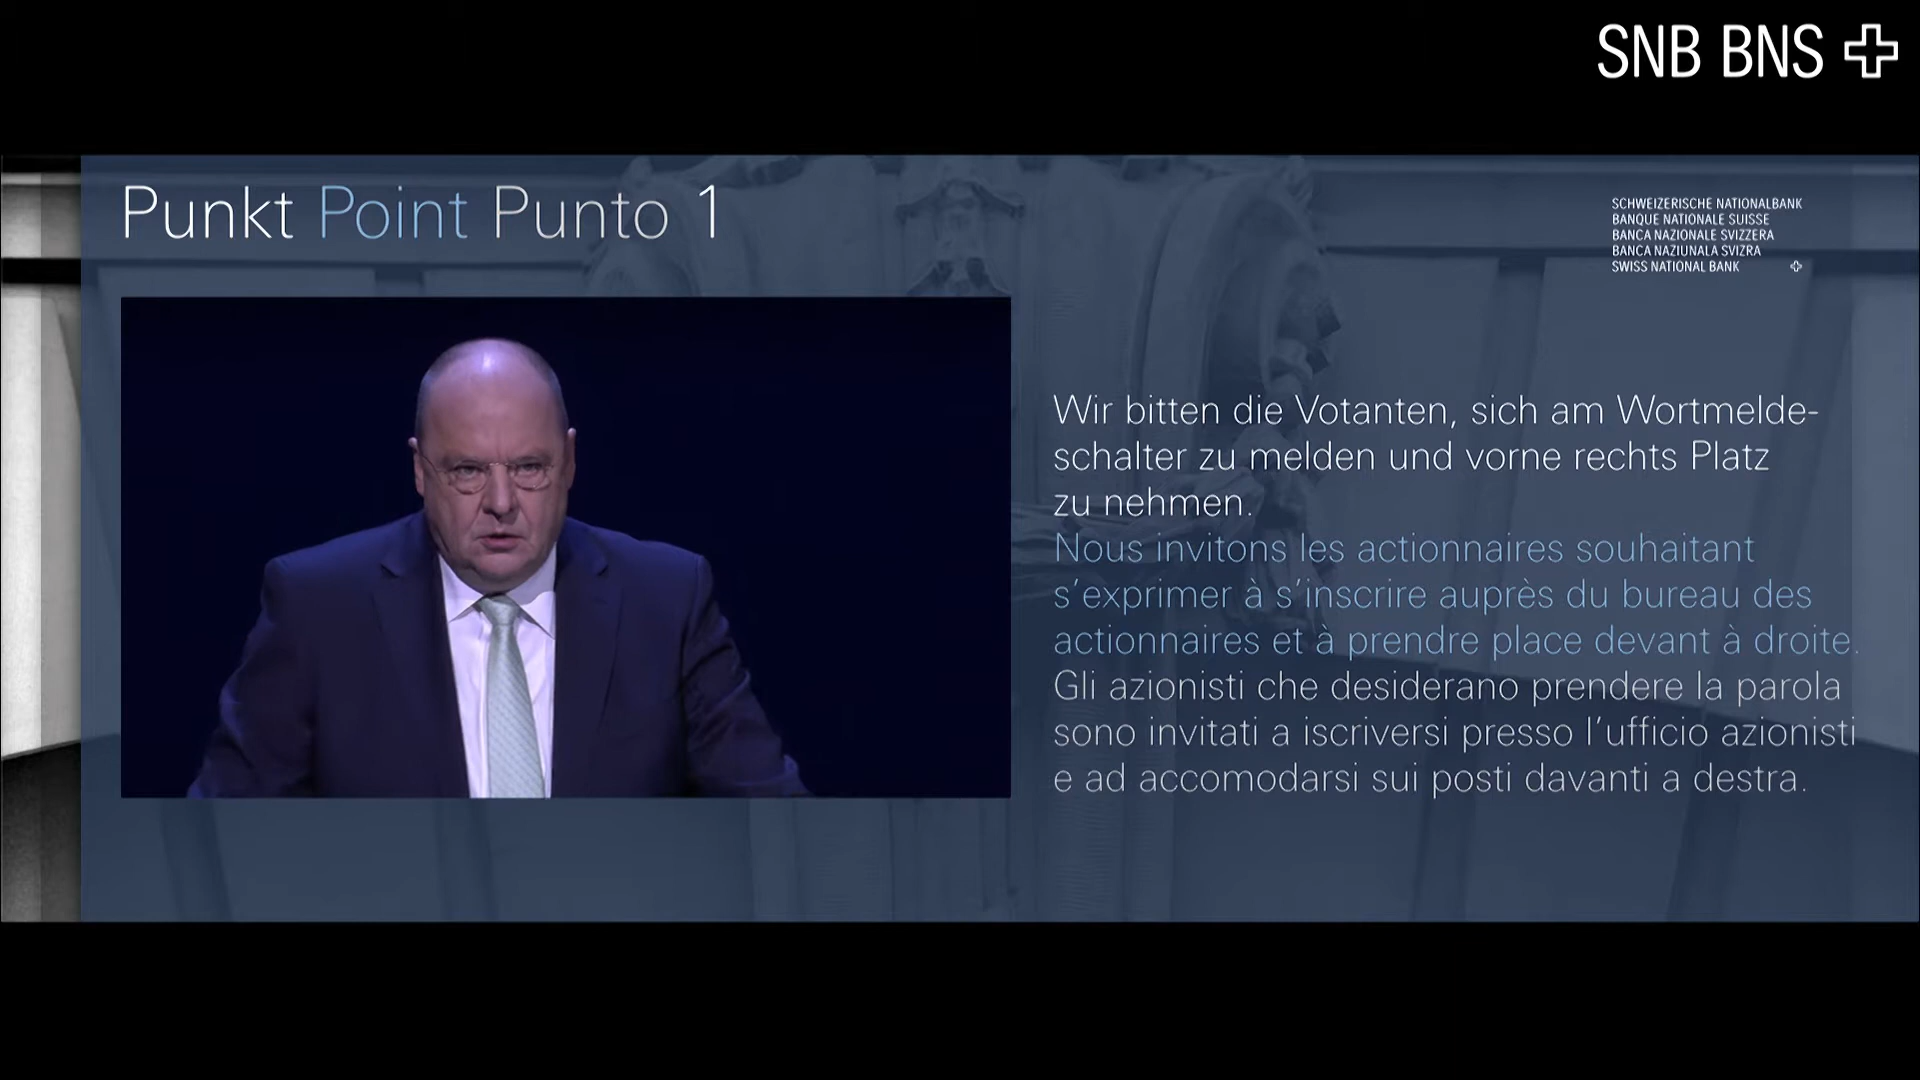 SNB BNS
Punkt Point Punto 1
SCHWEIZERISCHE NATIONALBANK
BANQUE NATIONALE SUISSE
BANCA NAZIONALE SVIZZERA
BANCA NAZIUNALA SVIZRA
SWISS NATIONAL BANK
Wir bitten die Votanten, sich am Wortmelde-
schalter zu melden und vorne rechts Platz
zu nehmen.
Nous invitons les actionnaires souhaitant
s’exprimer à s’inscrire auprès du bureau des
actionnaires et à prendre place devant à droite.
Gli azionisti che desiderano prendere la parola
sono invitati a iscriversi presso l’ufficio azionisti
e ad accomodarsi sui posti davanti a destra.